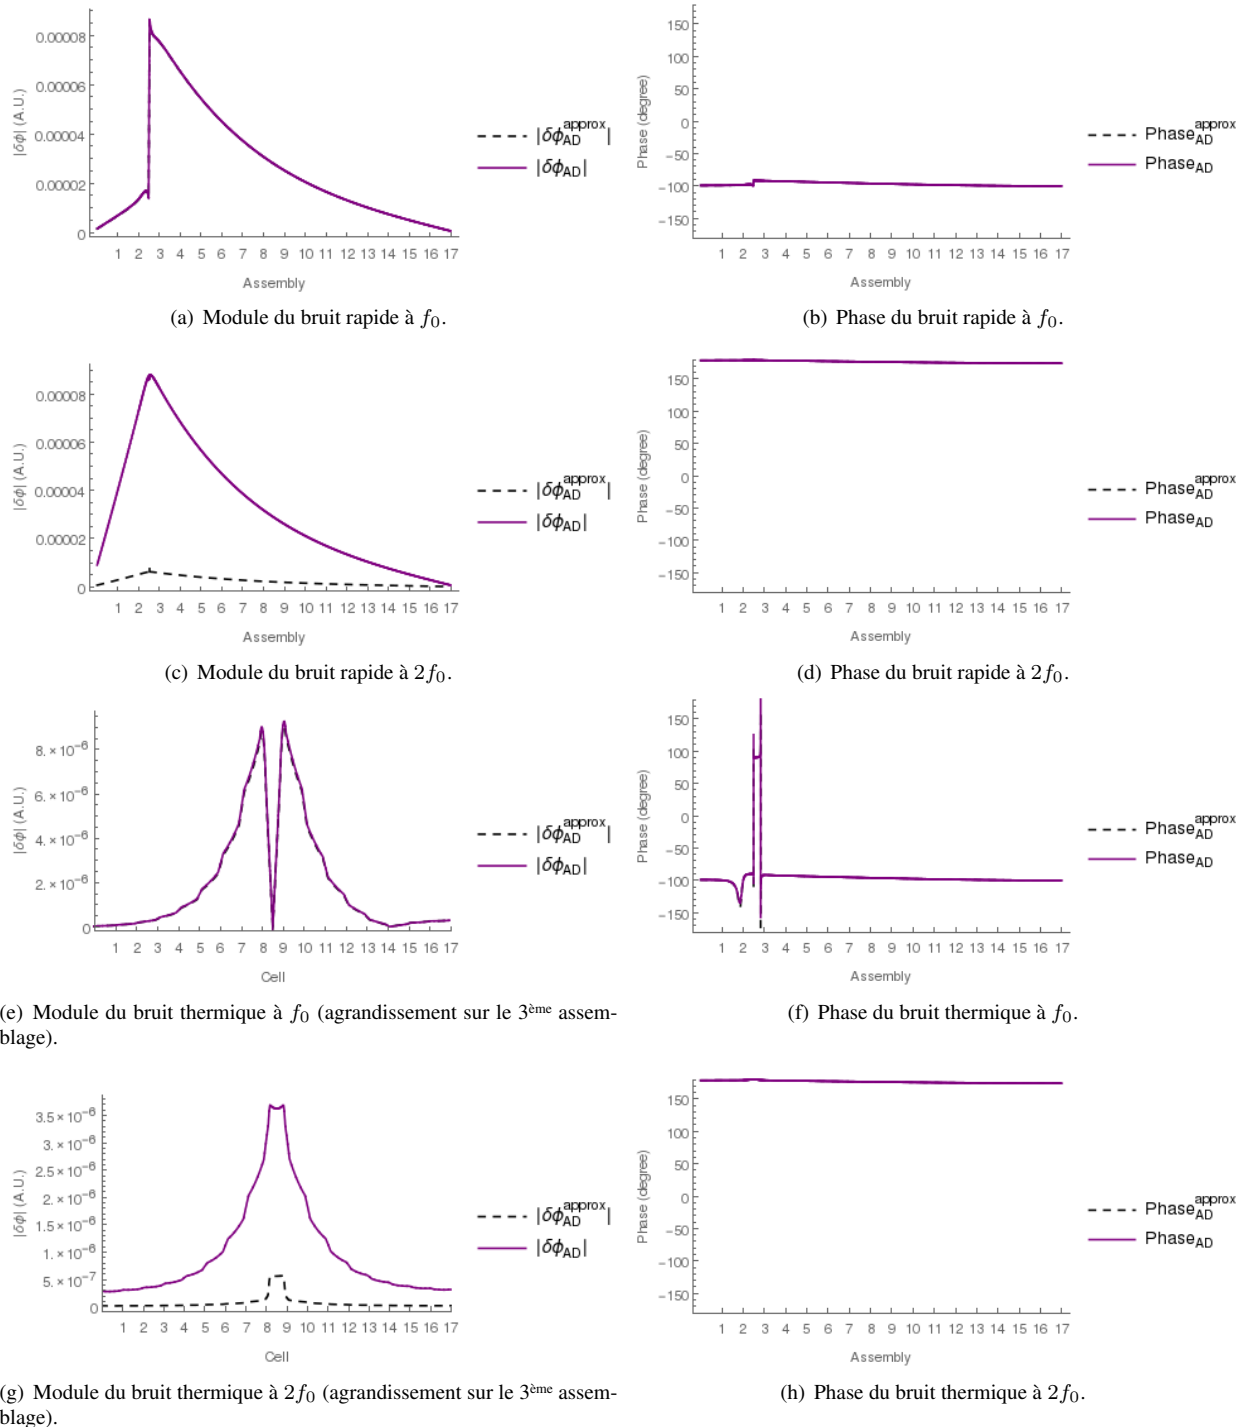 |δϕ| (A.U.)
0.00008
0.00006
0.00004
0.00002
0
1 2 3 4 5 6 7 8 9 10 11 12 13 14 15 16 17
Assembly
|δϕ_AD^approx|
|δϕ_AD|
(a) Module du bruit rapide à f₀.
Phase (degree)
150
100
50
0
−50
−100
−150
1 2 3 4 5 6 7 8 9 10 11 12 13 14 15 16 17
Assembly
Phase_AD^approx
Phase_AD
(b) Phase du bruit rapide à f₀.
|δϕ| (A.U.)
0.00008
0.00006
0.00004
0.00002
0
1 2 3 4 5 6 7 8 9 10 11 12 13 14 15 16 17
Assembly
|δϕ_AD^approx|
|δϕ_AD|
(c) Module du bruit rapide à 2f₀.
Phase (degree)
150
100
50
0
−50
−100
−150
1 2 3 4 5 6 7 8 9 10 11 12 13 14 15 16 17
Assembly
Phase_AD^approx
Phase_AD
(d) Phase du bruit rapide à 2f₀.
|δϕ| (A.U.)
8. × 10⁻⁶
6. × 10⁻⁶
4. × 10⁻⁶
2. × 10⁻⁶
0
1 2 3 4 5 6 7 8 9 10 11 12 13 14 15 16 17
Cell
|δϕ_AD^approx|
|δϕ_AD|
(e) Module du bruit thermique à f₀ (agrandissement sur le 3ème assem-
blage).
Phase (degree)
150
100
50
0
−50
−100
−150
1 2 3 4 5 6 7 8 9 10 11 12 13 14 15 16 17
Assembly
Phase_AD^approx
Phase_AD
(f) Phase du bruit thermique à f₀.
|δϕ| (A.U.)
3.5 × 10⁻⁶
3. × 10⁻⁶
2.5 × 10⁻⁶
2. × 10⁻⁶
1.5 × 10⁻⁶
1. × 10⁻⁶
5. × 10⁻⁷
0
1 2 3 4 5 6 7 8 9 10 11 12 13 14 15 16 17
Cell
|δϕ_AD^approx|
|δϕ_AD|
(g) Module du bruit thermique à 2f₀ (agrandissement sur le 3ème assem-
blage).
Phase (degree)
150
100
50
0
−50
−100
−150
1 2 3 4 5 6 7 8 9 10 11 12 13 14 15 16 17
Assembly
Phase_AD^approx
Phase_AD
(h) Phase du bruit thermique à 2f₀.